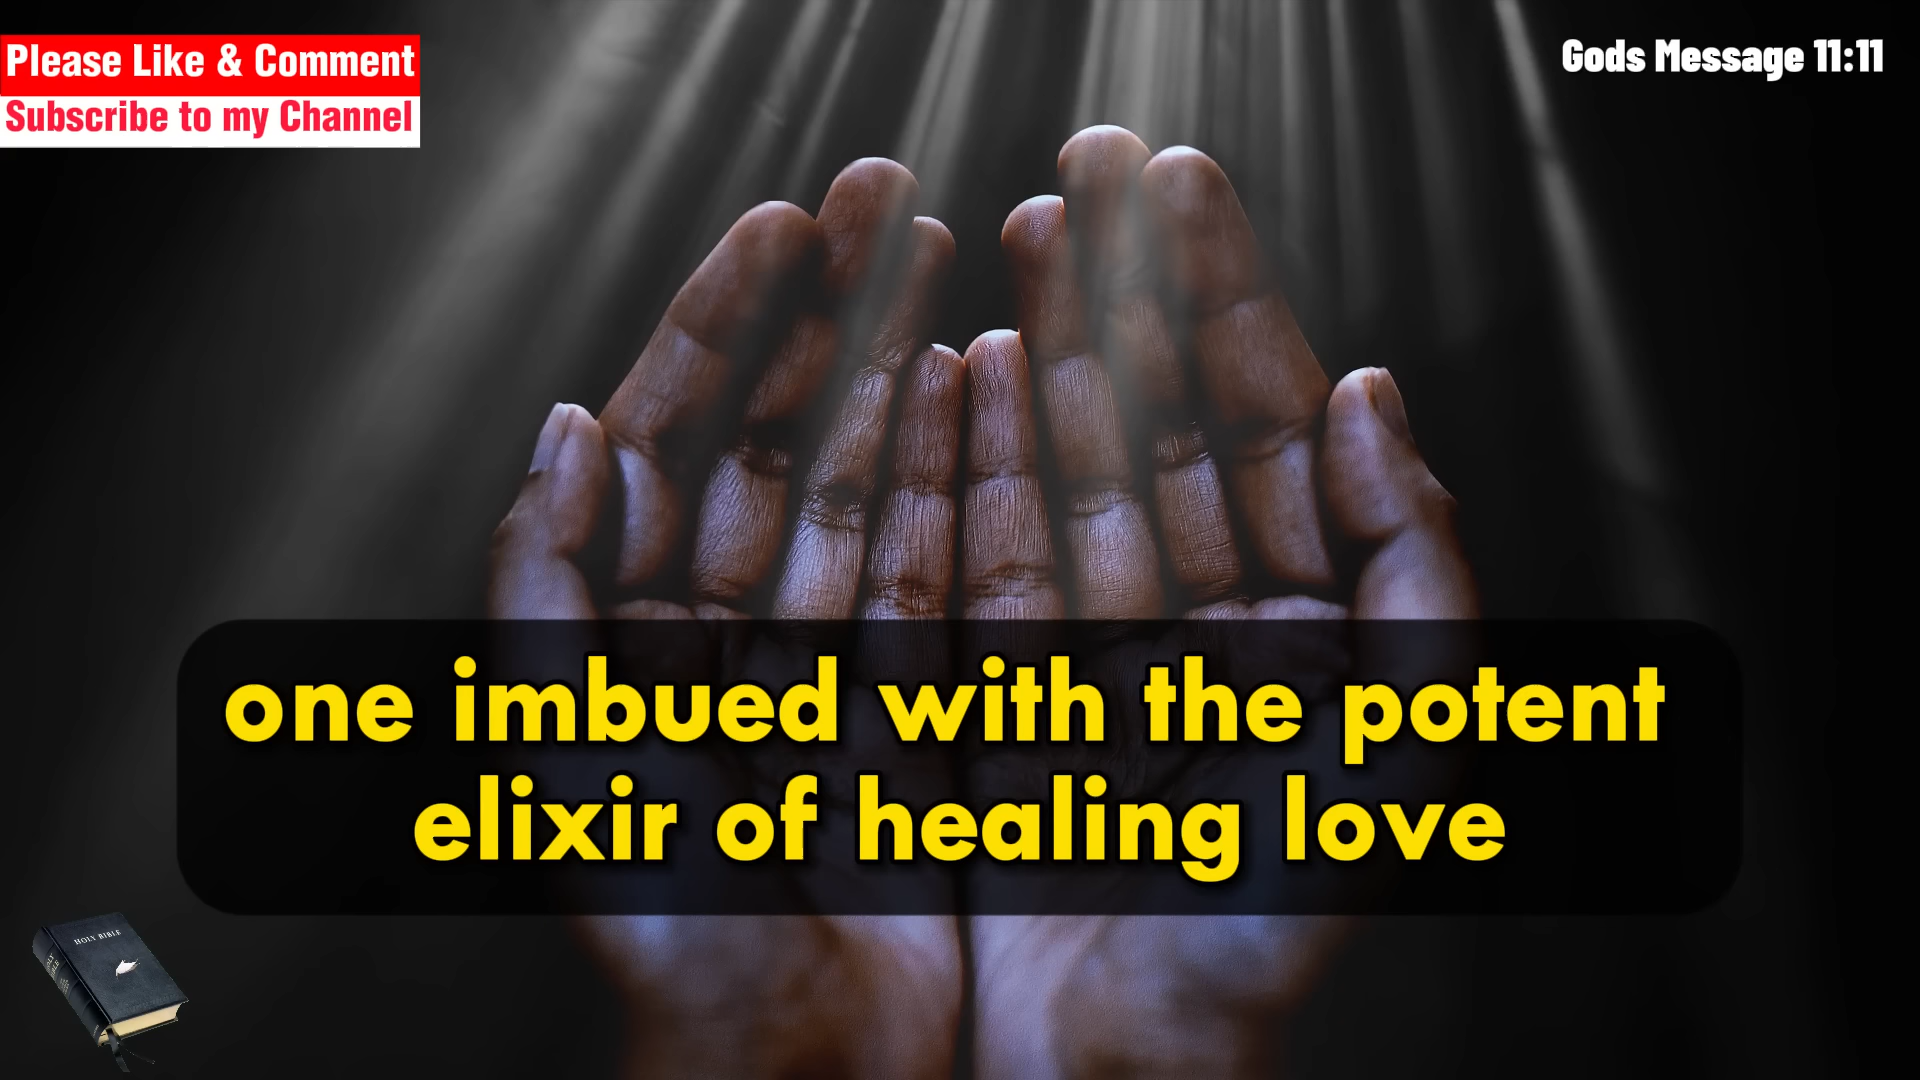 Please Like & Comment
Subscribe to my Channel
Gods Message 11:11
one imbued with the potent
elixir of healing love
HOLY BIBLE